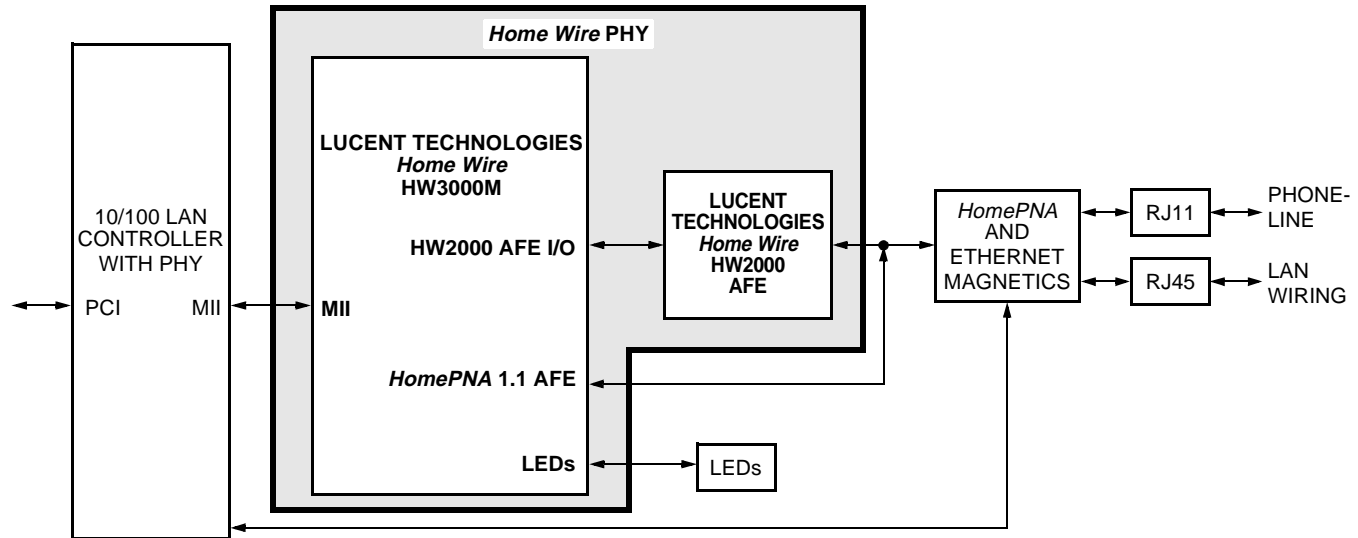 Home Wire PHY
LUCENT TECHNOLOGIES
Home Wire
HW3000M
10/100 LAN
CONTROLLER
WITH PHY
PCI
MII
MII
HW2000 AFE I/O
HomePNA 1.1 AFE
LEDs
LUCENT
TECHNOLOGIES
Home Wire
HW2000
AFE
LEDs
HomePNA
AND
ETHERNET
MAGNETICS
RJ11
RJ45
PHONE-
LINE
LAN
WIRING